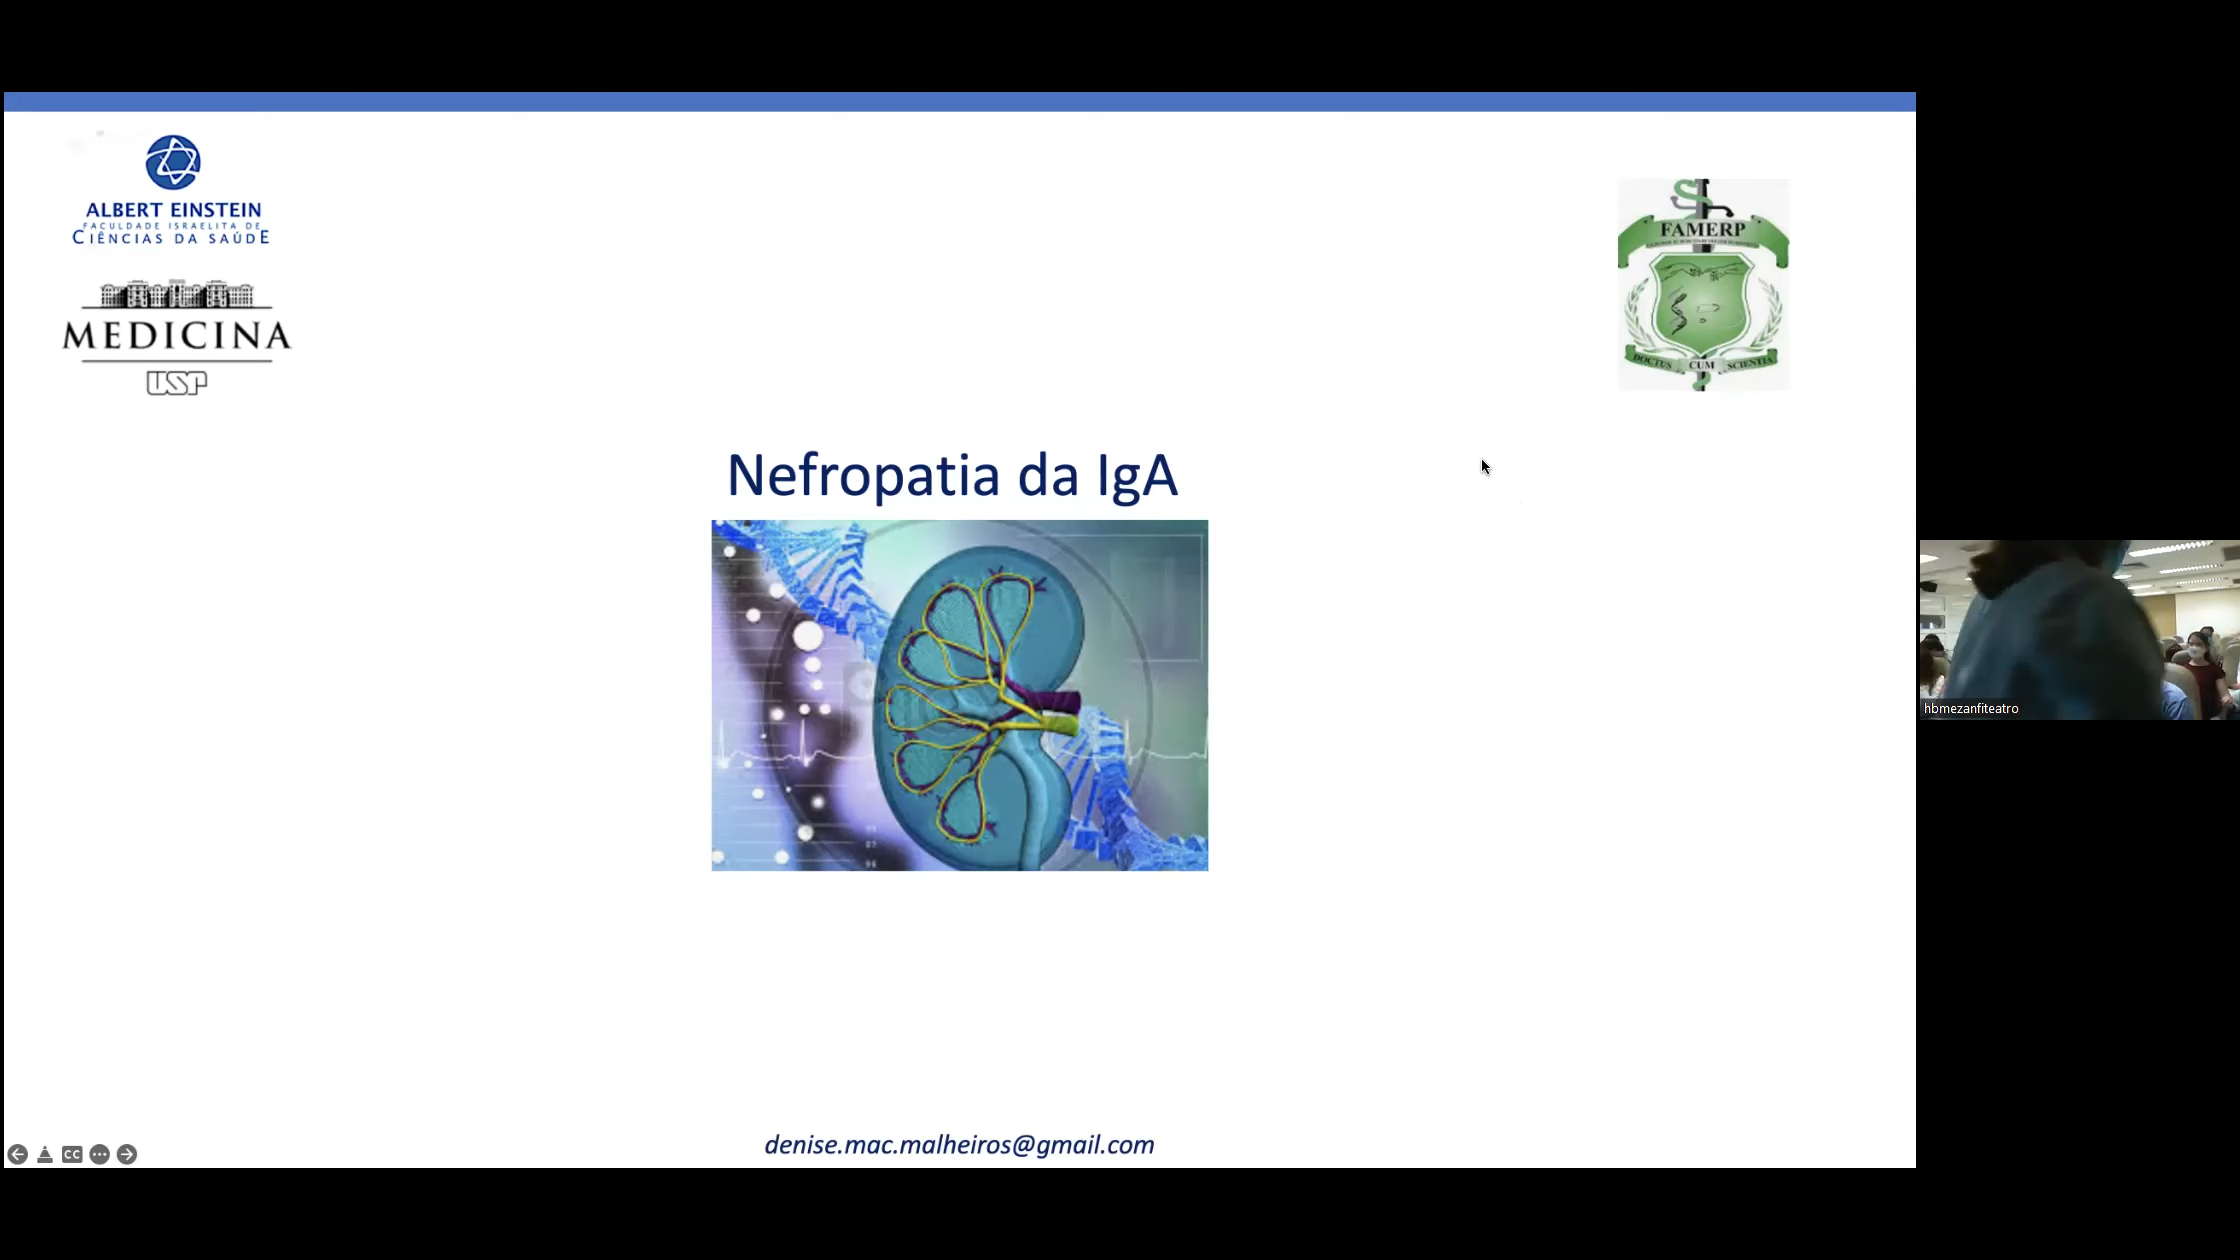 ALBERT EINSTEIN
FACULDADE ISRAELITA DE
CIÊNCIAS DA SAÚDE
MEDICINA
USP
FAMERP
DOCTUS CUM SCIENTIA
Nefropatia da IgA
hbmezanfiteatro
denise.mac.malheiros@gmail.com
CC